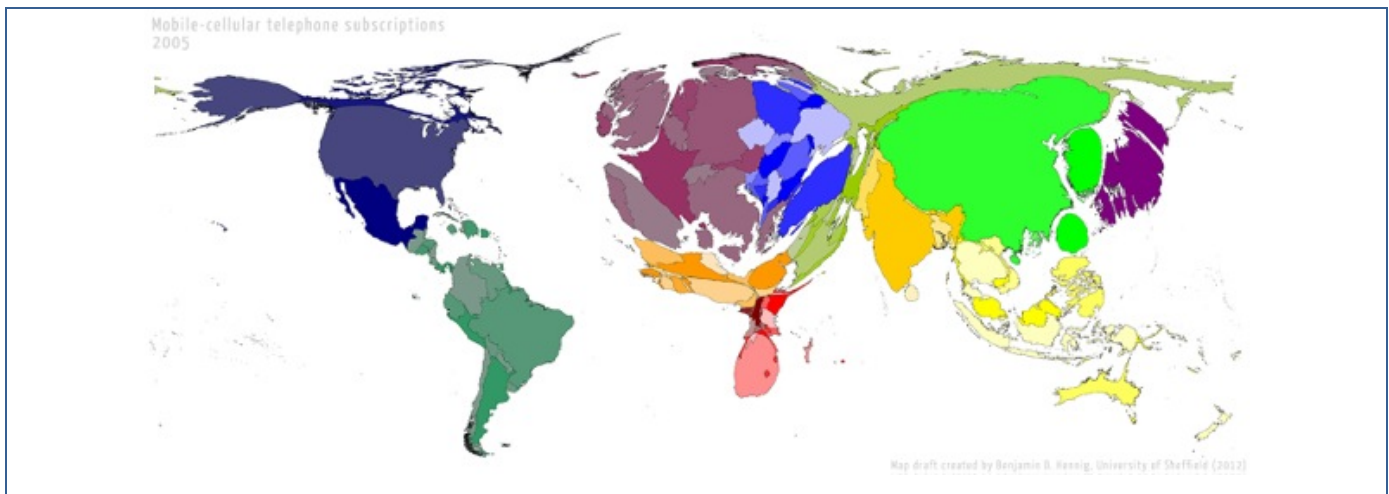 Mobile-cellular telephone subscriptions
2005
Map draft created by Benjamin D. Hennig, University of Sheffield (2012)